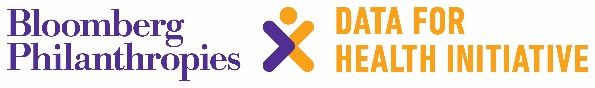 Bloomberg
Philanthropies
DATA FOR
HEALTH INITIATIVE